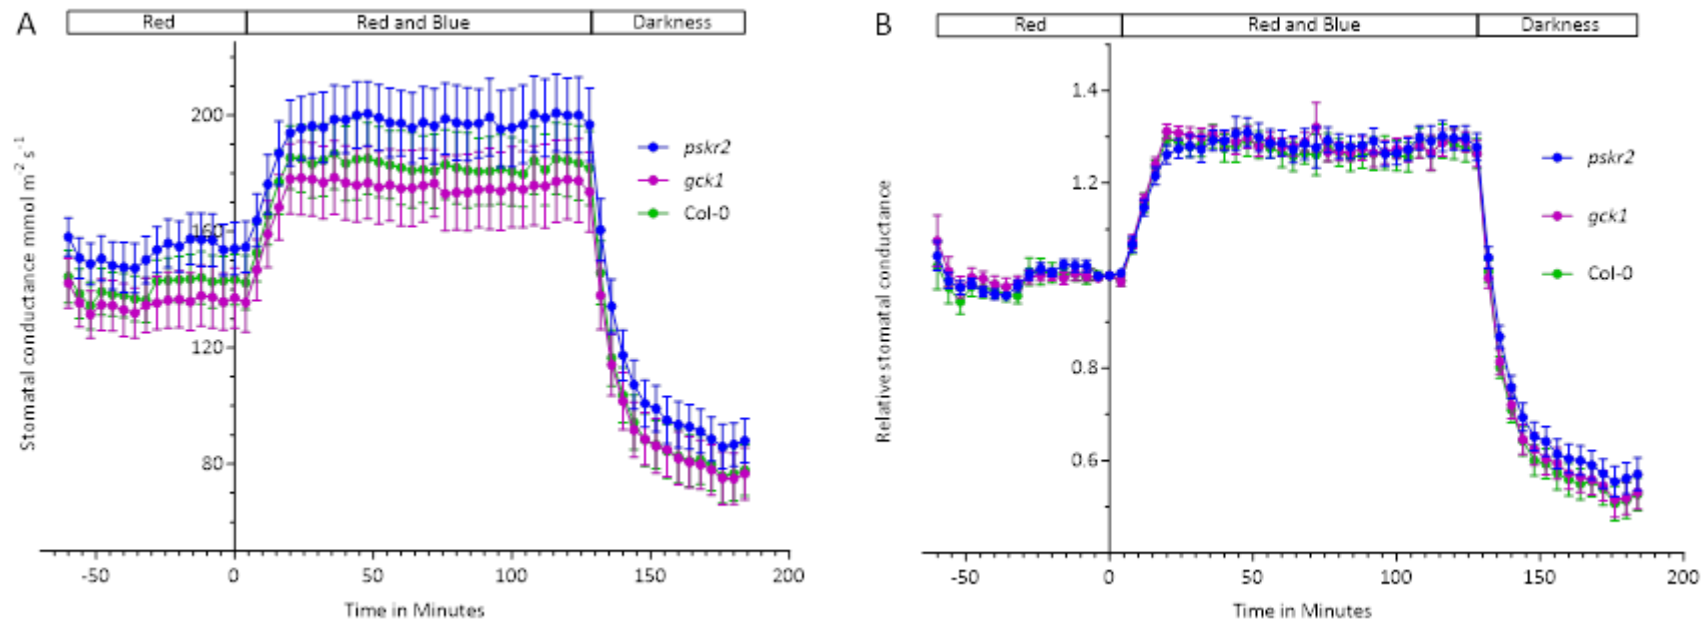 A
Red
Red and Blue
Darkness
Stomatal conductance mmol m-2 s-1
200
160
120
80
pskr2
gck1
Col-0
-50
0
50
100
150
200
Time in Minutes
B
Red
Red and Blue
Darkness
Relative stomatal conductance
1.4
1.2
0.8
0.6
pskr2
gck1
Col-0
-50
0
50
100
150
200
Time in Minutes